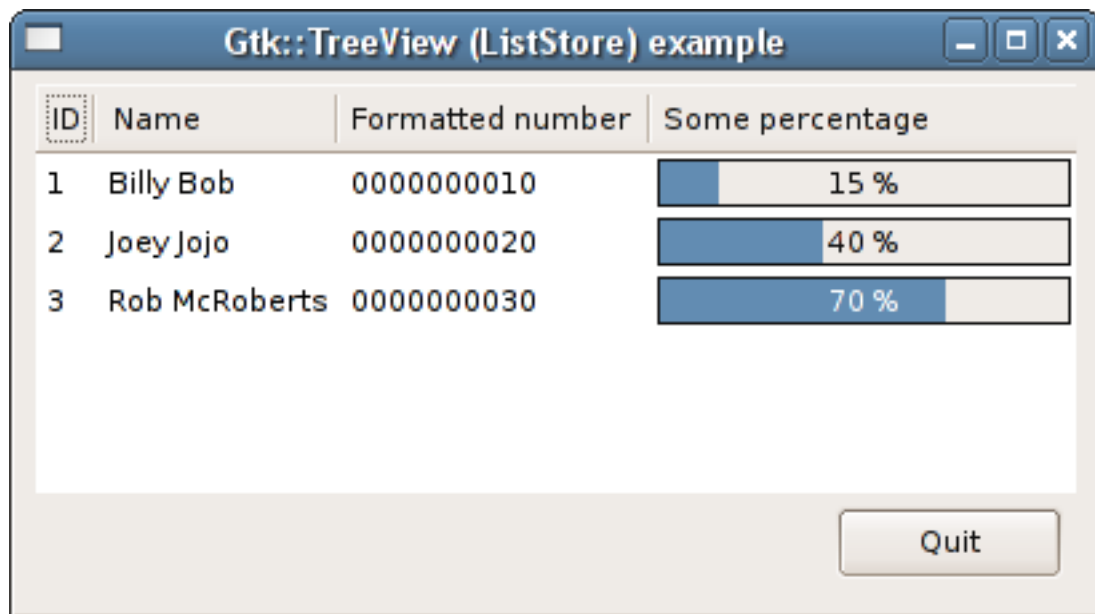 Gtk::TreeView (ListStore) example
ID Name Formatted number Some percentage
1 Billy Bob 0000000010 15 %
2 Joey Jojo 0000000020 40 %
3 Rob McRoberts 0000000030 70 %
Quit